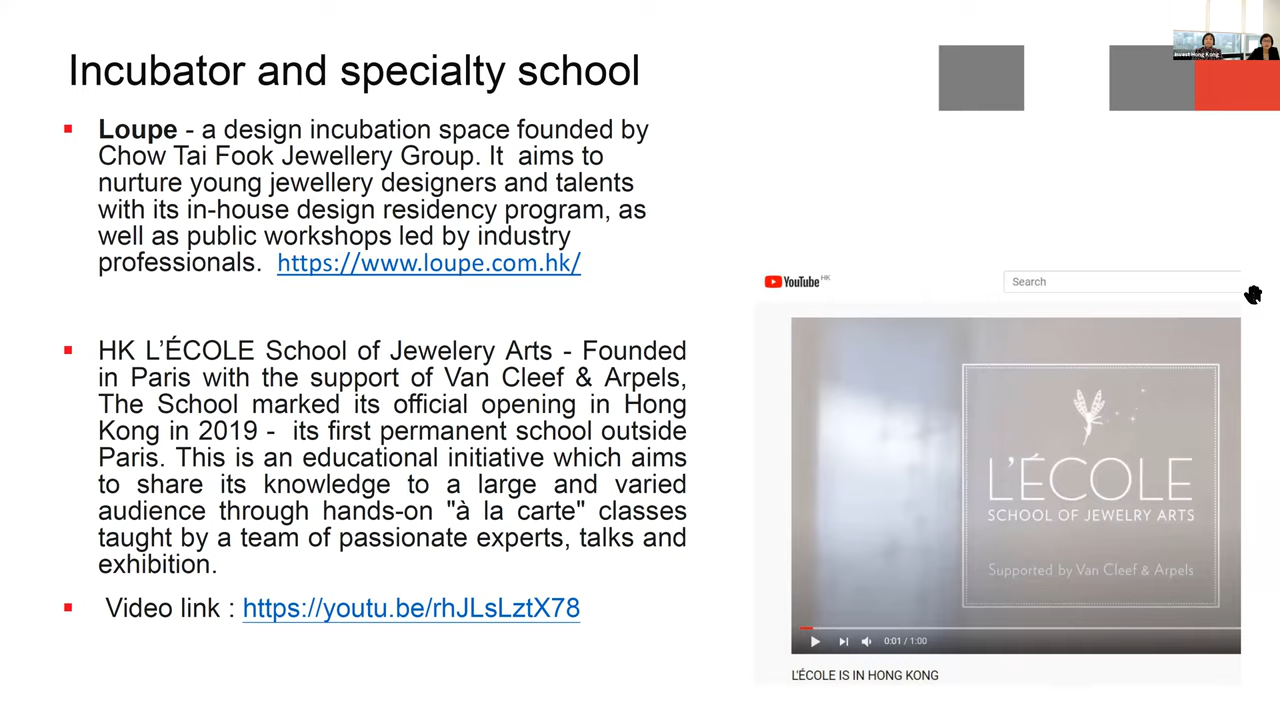 Incubator and specialty school
Invest Hong Kong
▪ Loupe - a design incubation space founded by
Chow Tai Fook Jewellery Group. It aims to
nurture young jewellery designers and talents
with its in-house design residency program, as
well as public workshops led by industry
professionals. https://www.loupe.com.hk/
▪ HK L’ÉCOLE School of Jewelery Arts - Founded
in Paris with the support of Van Cleef & Arpels,
The School marked its official opening in Hong
Kong in 2019 - its first permanent school outside
Paris. This is an educational initiative which aims
to share its knowledge to a large and varied
audience through hands-on "à la carte" classes
taught by a team of passionate experts, talks and
exhibition.
▪ Video link : https://youtu.be/rhJLsLztX78
YouTube HK
Search
L'ÉCOLE
SCHOOL OF JEWELRY ARTS
Supported by Van Cleef & Arpels
0:01 / 1:00
L'ÉCOLE IS IN HONG KONG